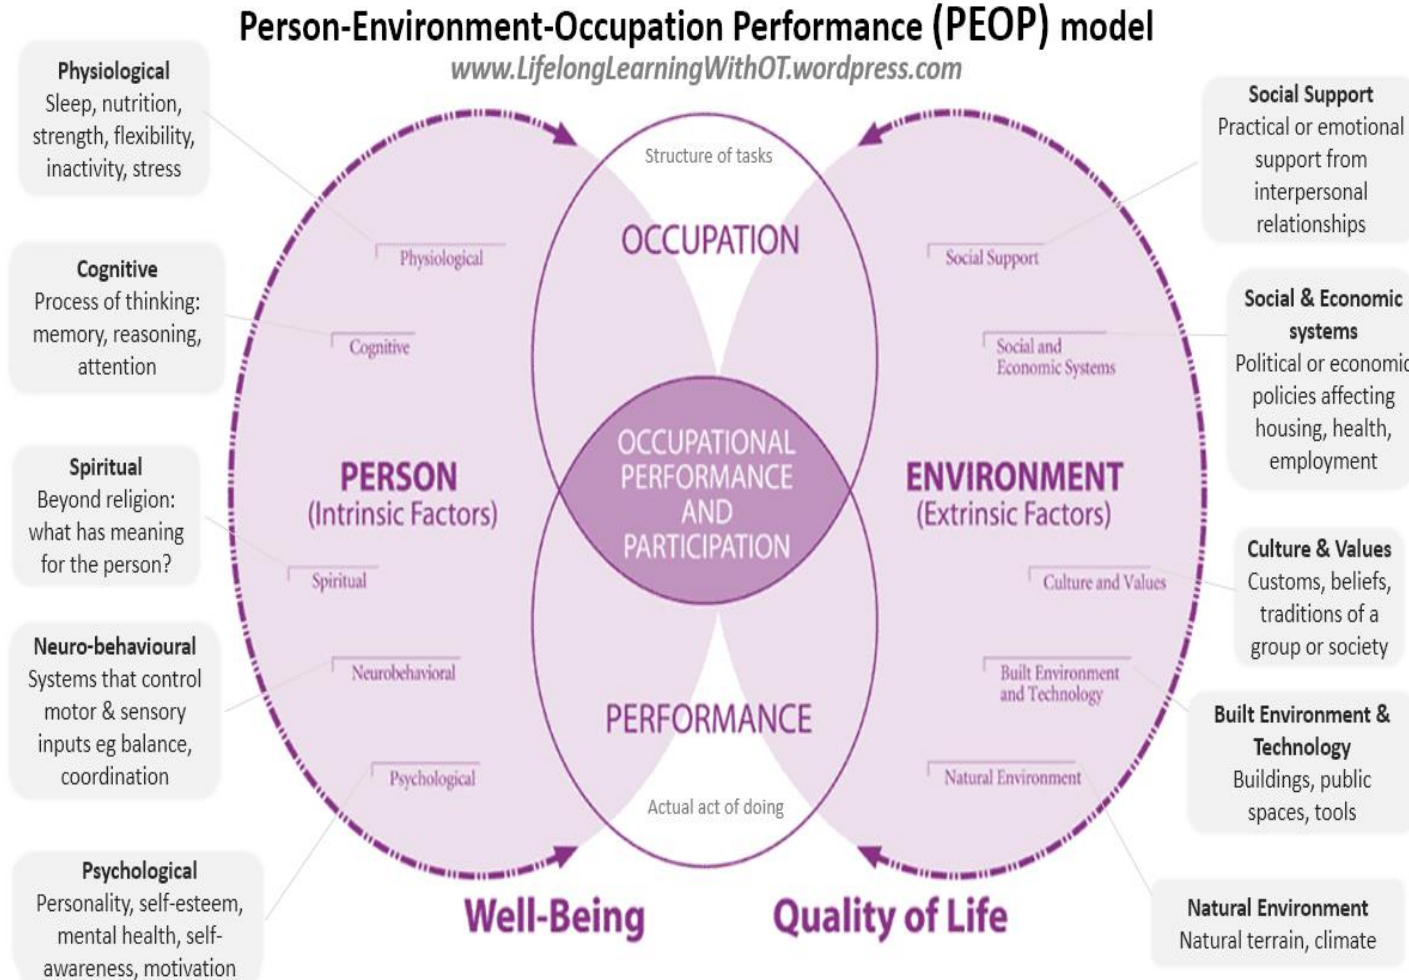 Person-Environment-Occupation Performance (PEOP) model
www.LifelongLearningWithOT.wordpress.com
Physiological
Sleep, nutrition,
strength, flexibility,
inactivity, stress
Cognitive
Process of thinking:
memory, reasoning,
attention
Spiritual
Beyond religion:
what has meaning
for the person?
Neuro-behavioural
Systems that control
motor & sensory
inputs eg balance,
coordination
Psychological
Personality, self-esteem,
mental health, self-
awareness, motivation
Physiological
Cognitive
PERSON
(Intrinsic Factors)
Spiritual
Neurobehavioral
Psychological
Structure of tasks
OCCUPATION
OCCUPATIONAL
PERFORMANCE
AND
PARTICIPATION
PERFORMANCE
Actual act of doing
Social Support
Social and
Economic Systems
ENVIRONMENT
(Extrinsic Factors)
Culture and Values
Built Environment
and Technology
Natural Environment
Well-Being
Quality of Life
Social Support
Practical or emotional
support from
interpersonal
relationships
Social & Economic
systems
Political or economic
policies affecting
housing, health,
employment
Culture & Values
Customs, beliefs,
traditions of a
group or society
Built Environment &
Technology
Buildings, public
spaces, tools
Natural Environment
Natural terrain, climate